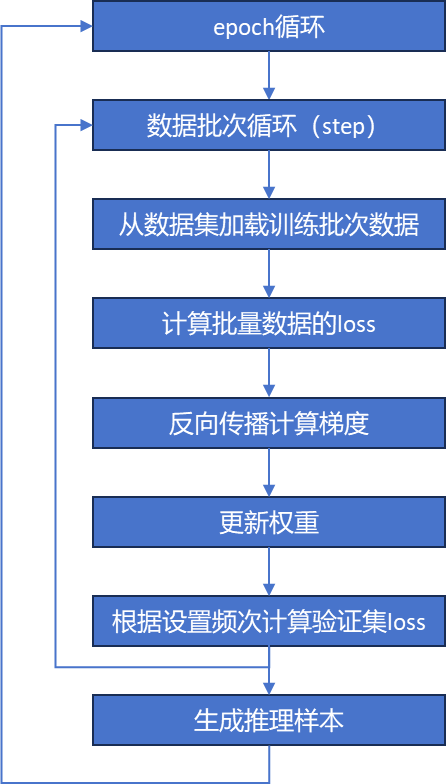 epoch循环
数据批次循环（step）
从数据集加载训练批次数据
计算批量数据的loss
反向传播计算梯度
更新权重
根据设置频次计算验证集loss
生成推理样本